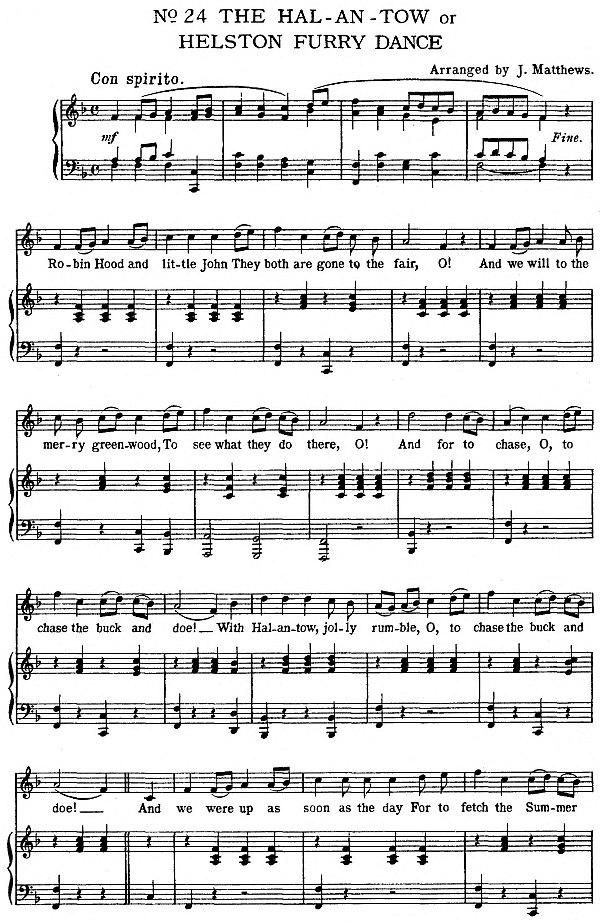 Nº 24 THE HAL-AN-TOW or
HELSTON FURRY DANCE
Arranged by J. Matthews.
Con spirito.
mf
Fine.
Ro-bin Hood and lit-tle John They both are gone to the fair, O! And we will to the
mer-ry green-wood, To see what they do there, O! And for to chase, O, to
chase the buck and doe! With Hal-an-tow, jol-ly rum-ble, O, to chase the buck and
doe! And we were up as soon as the day For to fetch the Sum-mer